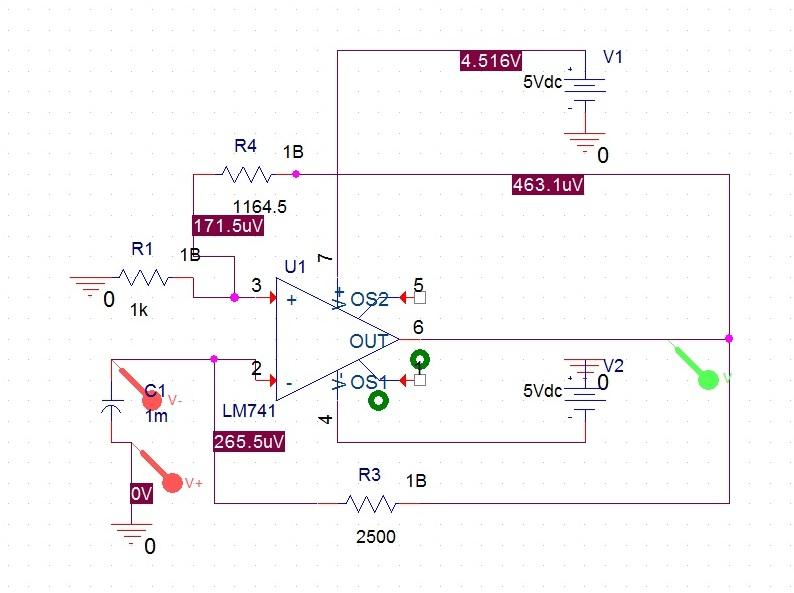 4.516V
V1
5Vdc
0
R4
1B
463.1uV
1164.5
171.5uV
R1
1B
0
1k
U1
7
3
+
V+
OS2
5
6
OUT
2
-
V-
OS1
1
LM741
4
V2
0
5Vdc
V
C1
1m
V-
265.5uV
R3
1B
2500
V+
0V
0